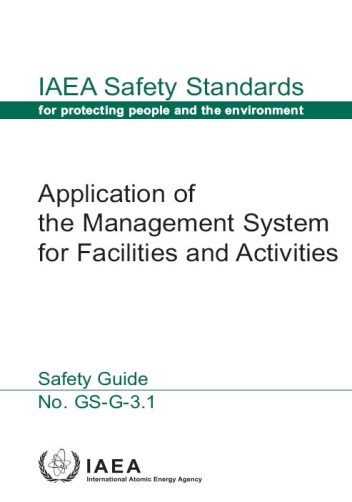 IAEA Safety Standards
for protecting people and the environment
Application of
the Management System
for Facilities and Activities
Safety Guide
No. GS-G-3.1
IAEA
International Atomic Energy Agency